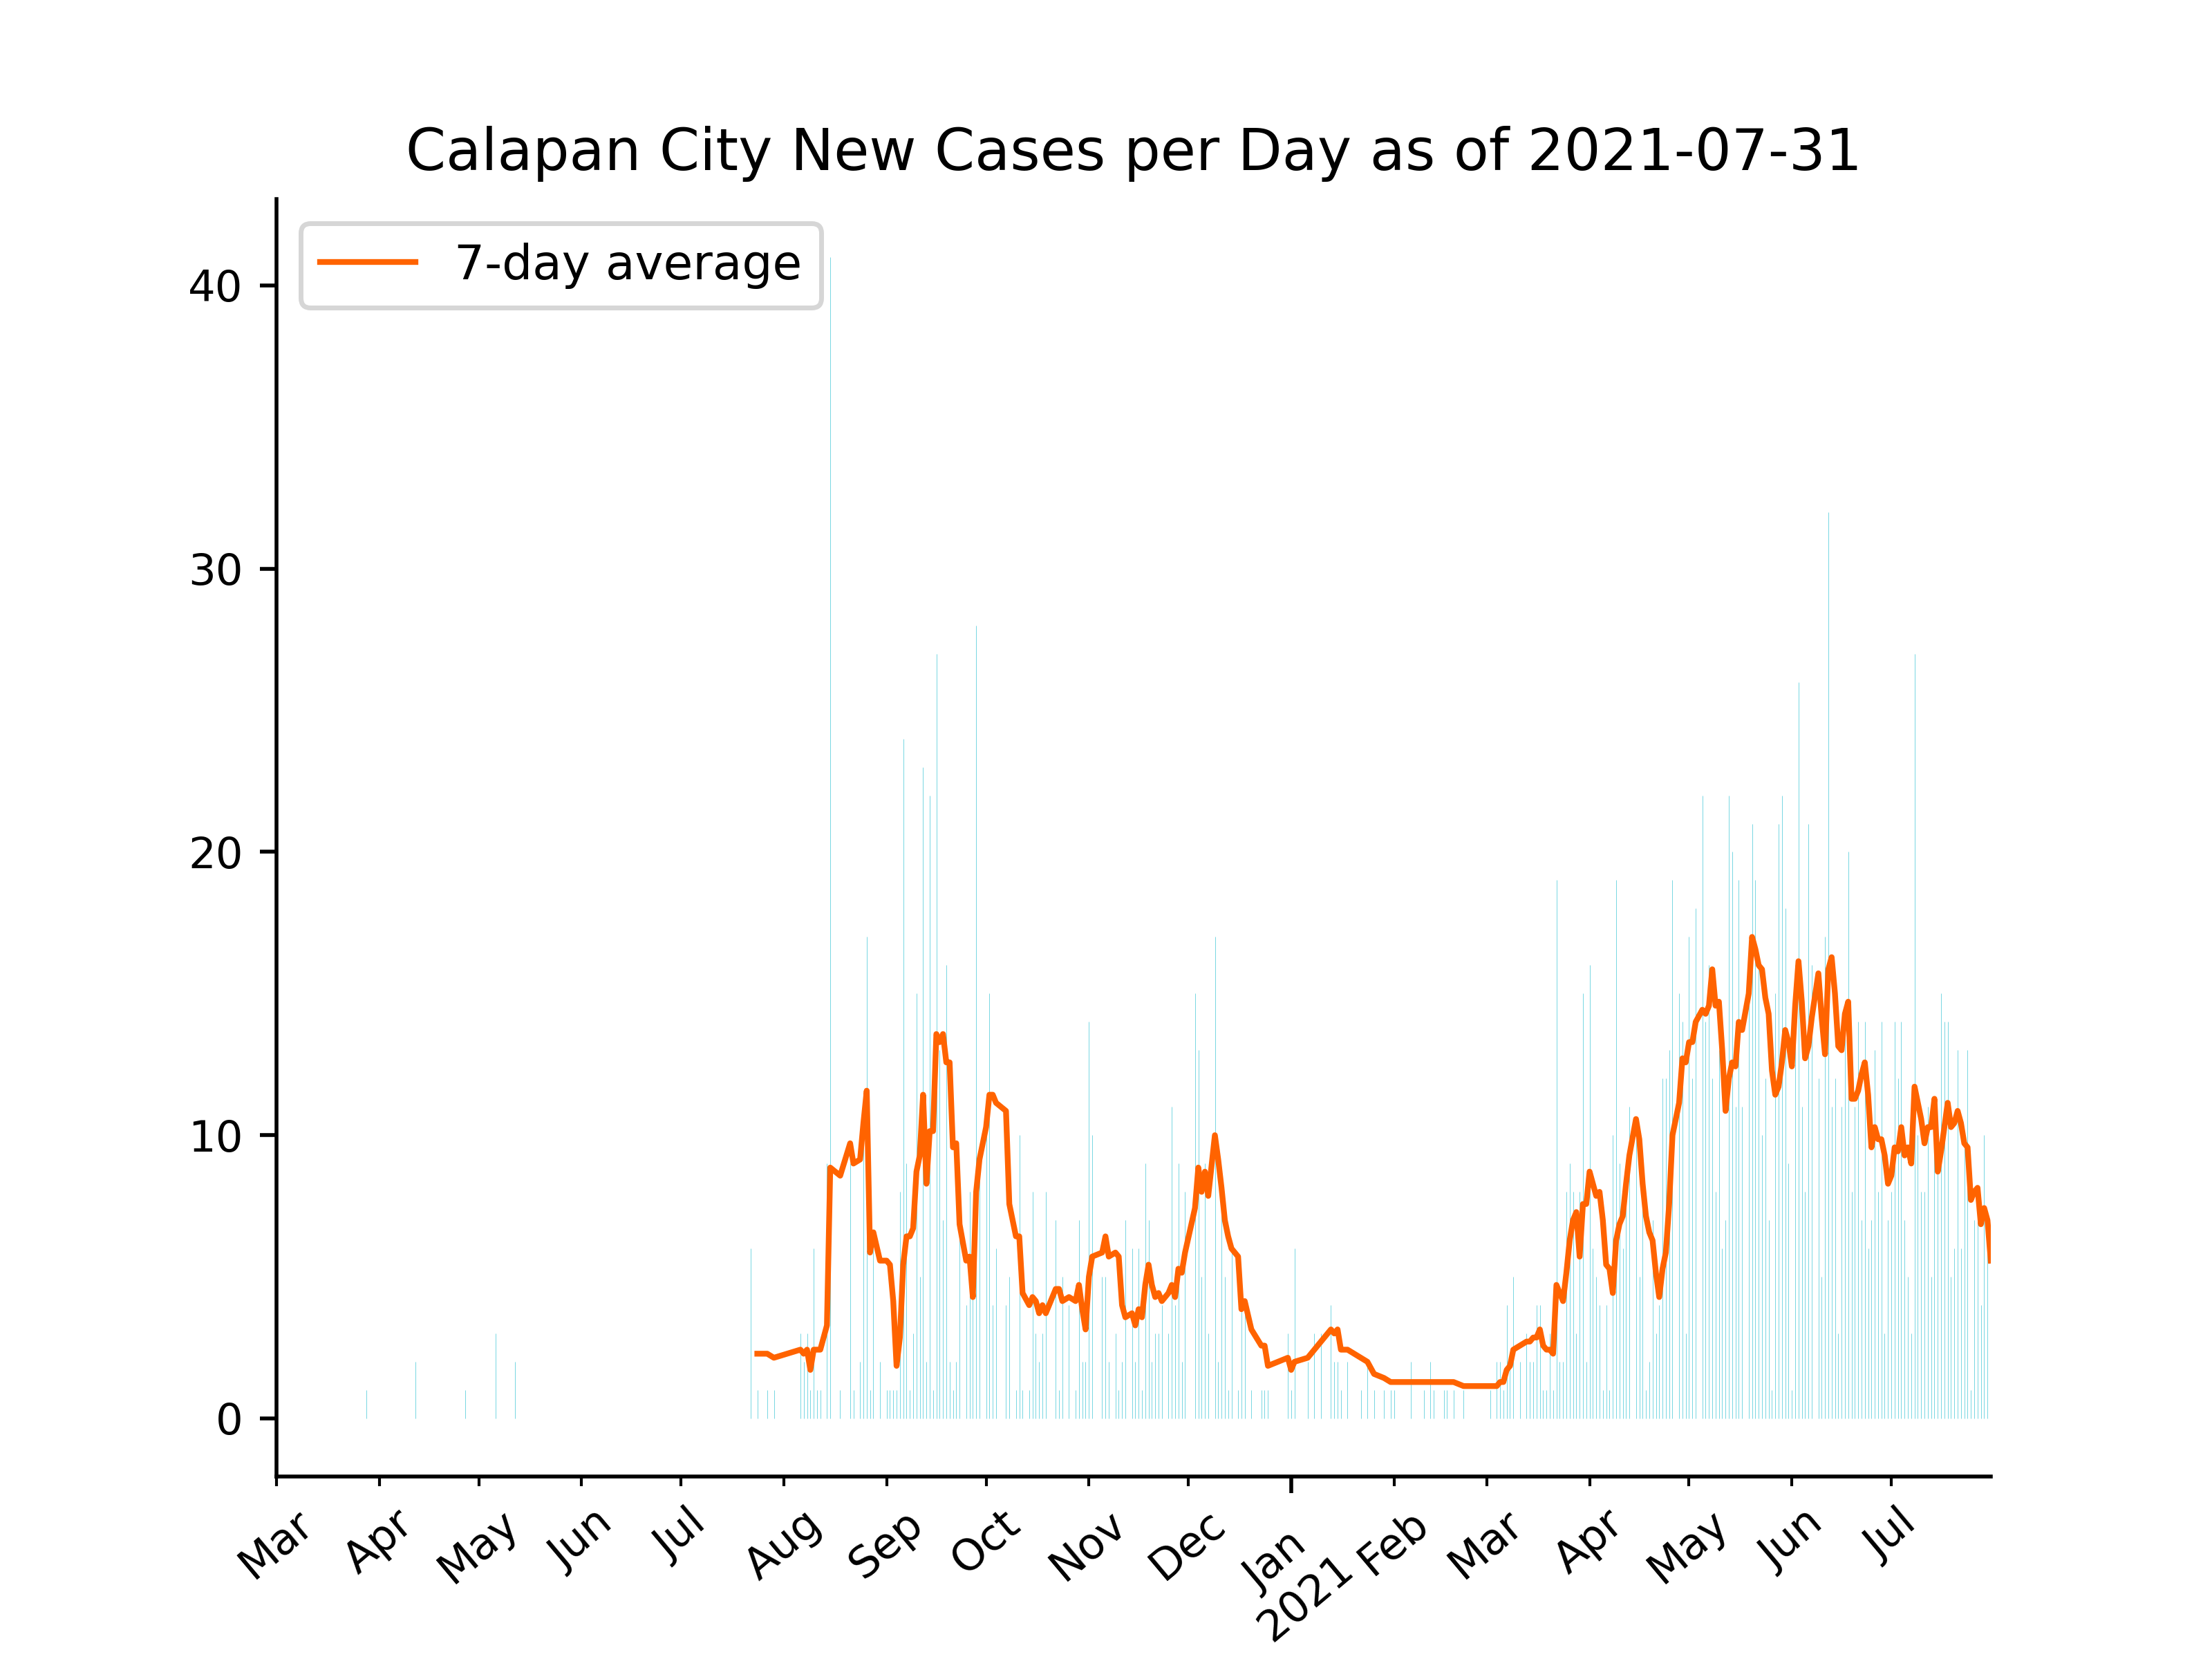 Calapan City New Cases per Day as of 2021-07-31
7-day average
40
30
20
10
0
Mar
Apr
May
Jun
Jul
Aug
Sep
Oct
Nov
Dec
Jan
2021
Feb
Mar
Apr
May
Jun
Jul